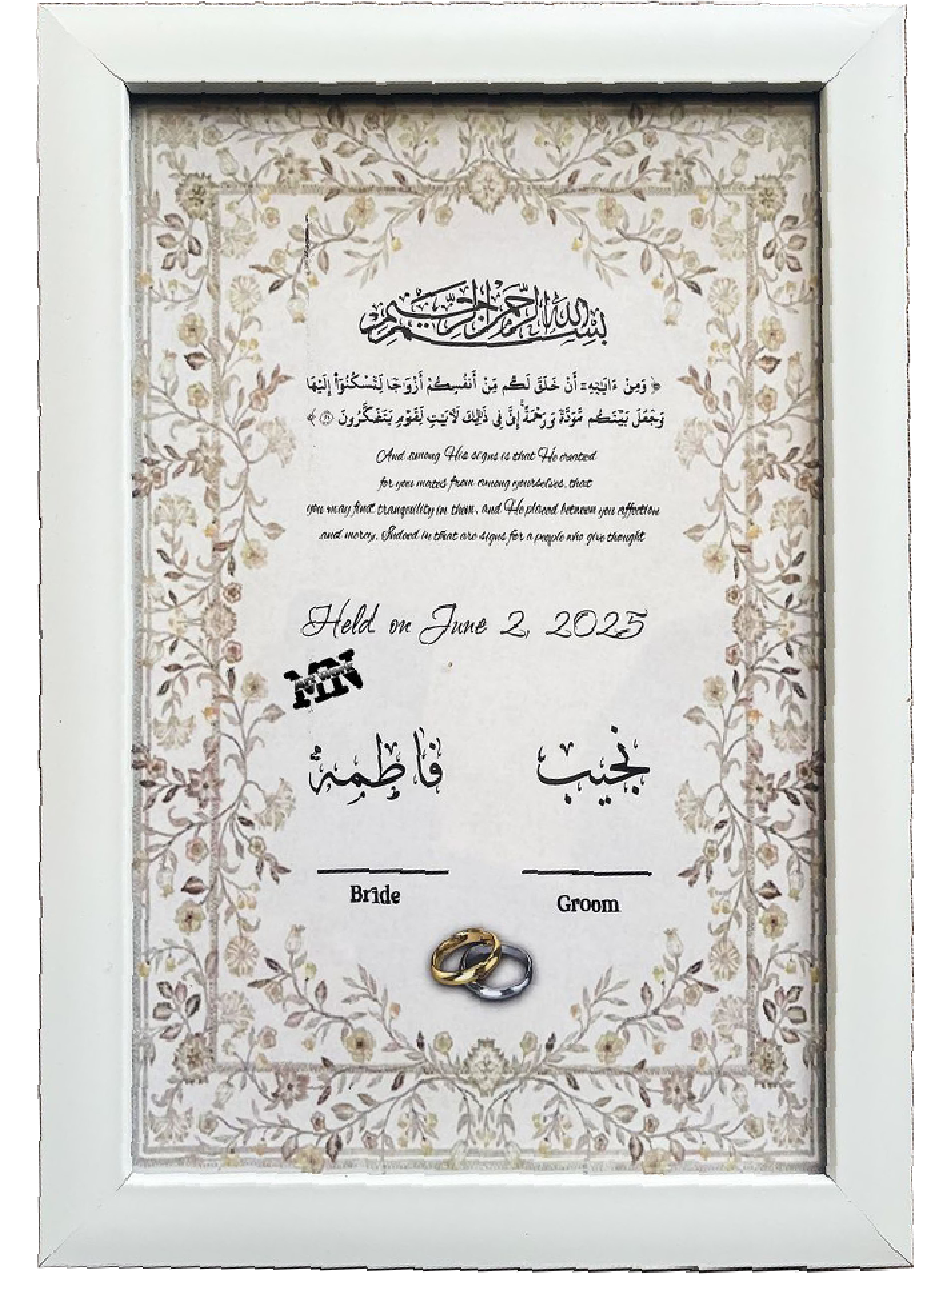 بسم الله الرحمن الرحيم
﴿ وَمِنْ ءَايَٰتِهِۦٓ أَنْ خَلَقَ لَكُم مِّنْ أَنفُسِكُمْ أَزْوَٰجًا لِّتَسْكُنُوٓا۟ إِلَيْهَا
وَجَعَلَ بَيْنَكُم مَّوَدَّةً وَرَحْمَةً إِنَّ فِى ذَٰلِكَ لَءَايَٰتٍ لِّقَوْمٍ يَتَفَكَّرُونَ ﴿٢١﴾
And among His signs is that He created
for you mates from among yourselves, that
you may find tranquility in them, and He placed between you affection
and mercy. Indeed in that are signs for a people who give thought
Held on June 2, 2025
MN
نجيب فاطمة
Bride Groom